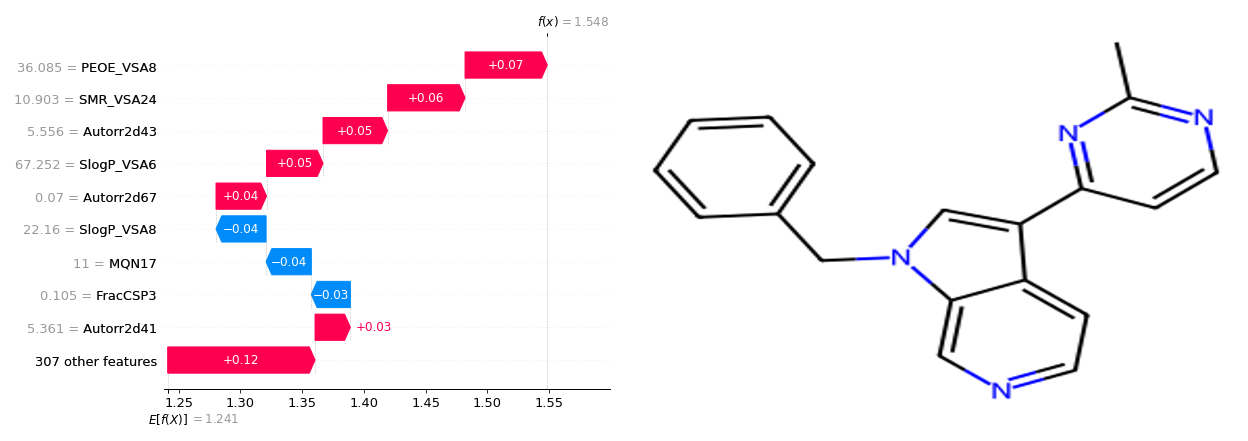 f(x) = 1.548
36.085 = PEOE_VSA8
+0.07
10.903 = SMR_VSA24
+0.06
5.556 = Autorr2d43
+0.05
67.252 = SlogP_VSA6
+0.05
0.07 = Autorr2d67
+0.04
22.16 = SlogP_VSA8
−0.04
11 = MQN17
−0.04
0.105 = FracCSP3
−0.03
5.361 = Autorr2d41
+0.03
307 other features
+0.12
1.25 1.30 1.35 1.40 1.45 1.50 1.55
E[f(X)] = 1.241
N
N
N
N